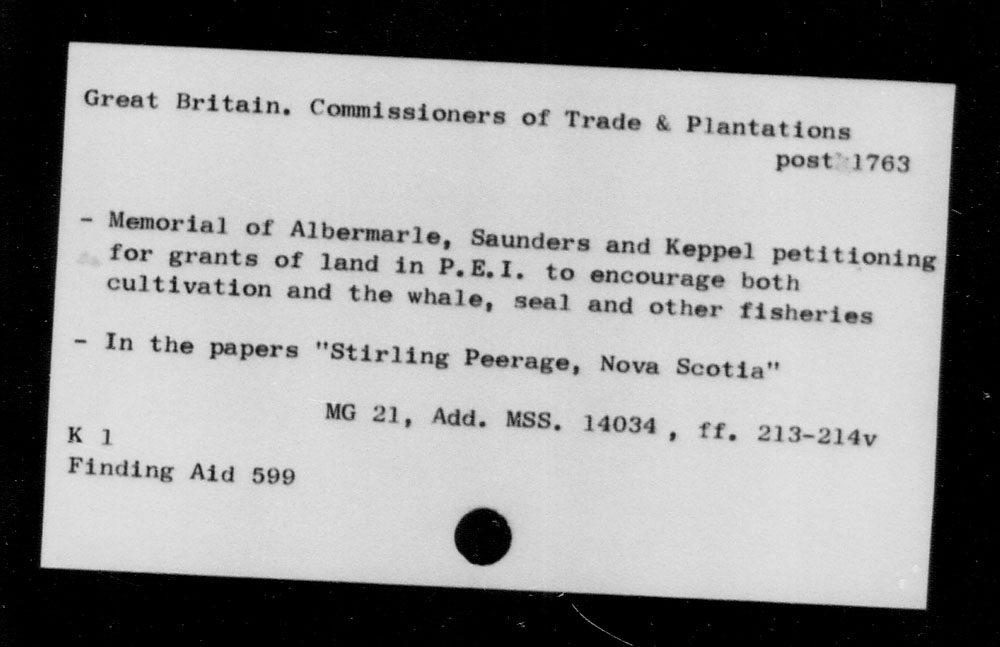 Great Britain. Commissioners of Trade & Plantations
post 1763
- Memorial of Albermarle, Saunders and Keppel petitioning
for grants of land in P.E.I. to encourage both
cultivation and the whale, seal and other fisheries
- In the papers "Stirling Peerage, Nova Scotia"
MG 21, Add. MSS. 14034 , ff. 213-214v
K 1
Finding Aid 599